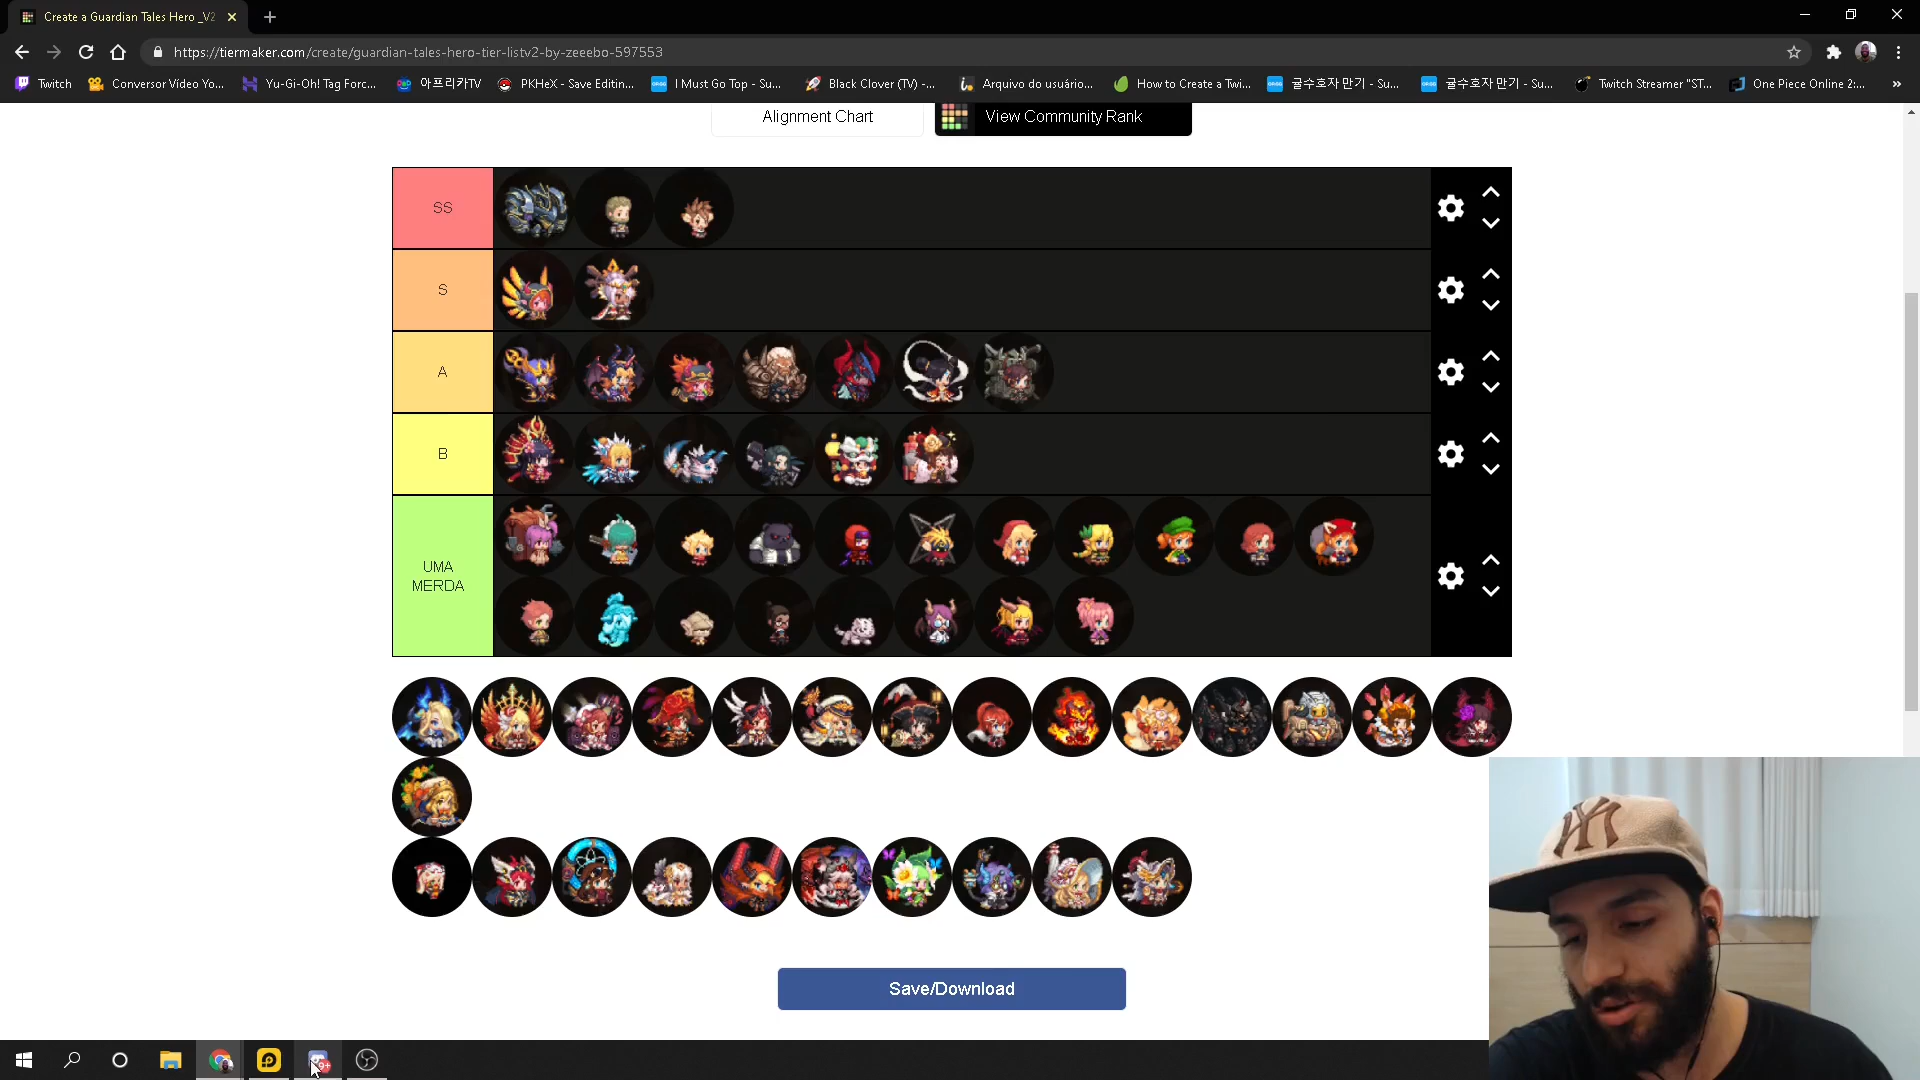 Create a Guardian Tales Hero _V2
https://tiermaker.com/create/guardian-tales-hero-tier-listv2-by-zeeebo-597553
Twitch
Conversor Vídeo Yo...
Yu-Gi-Oh! Tag Forc...
아프리카TV
PKHeX - Save Editin...
I Must Go Top - Su...
Black Clover (TV) -...
Arquivo do usuário...
How to Create a Twi...
귤수호자 만기 - Su...
귤수호자 만기 - Su...
Twitch Streamer "ST...
One Piece Online 2:...
Alignment Chart
View Community Rank
SS
S
A
B
UMA
MERDA
Save/Download